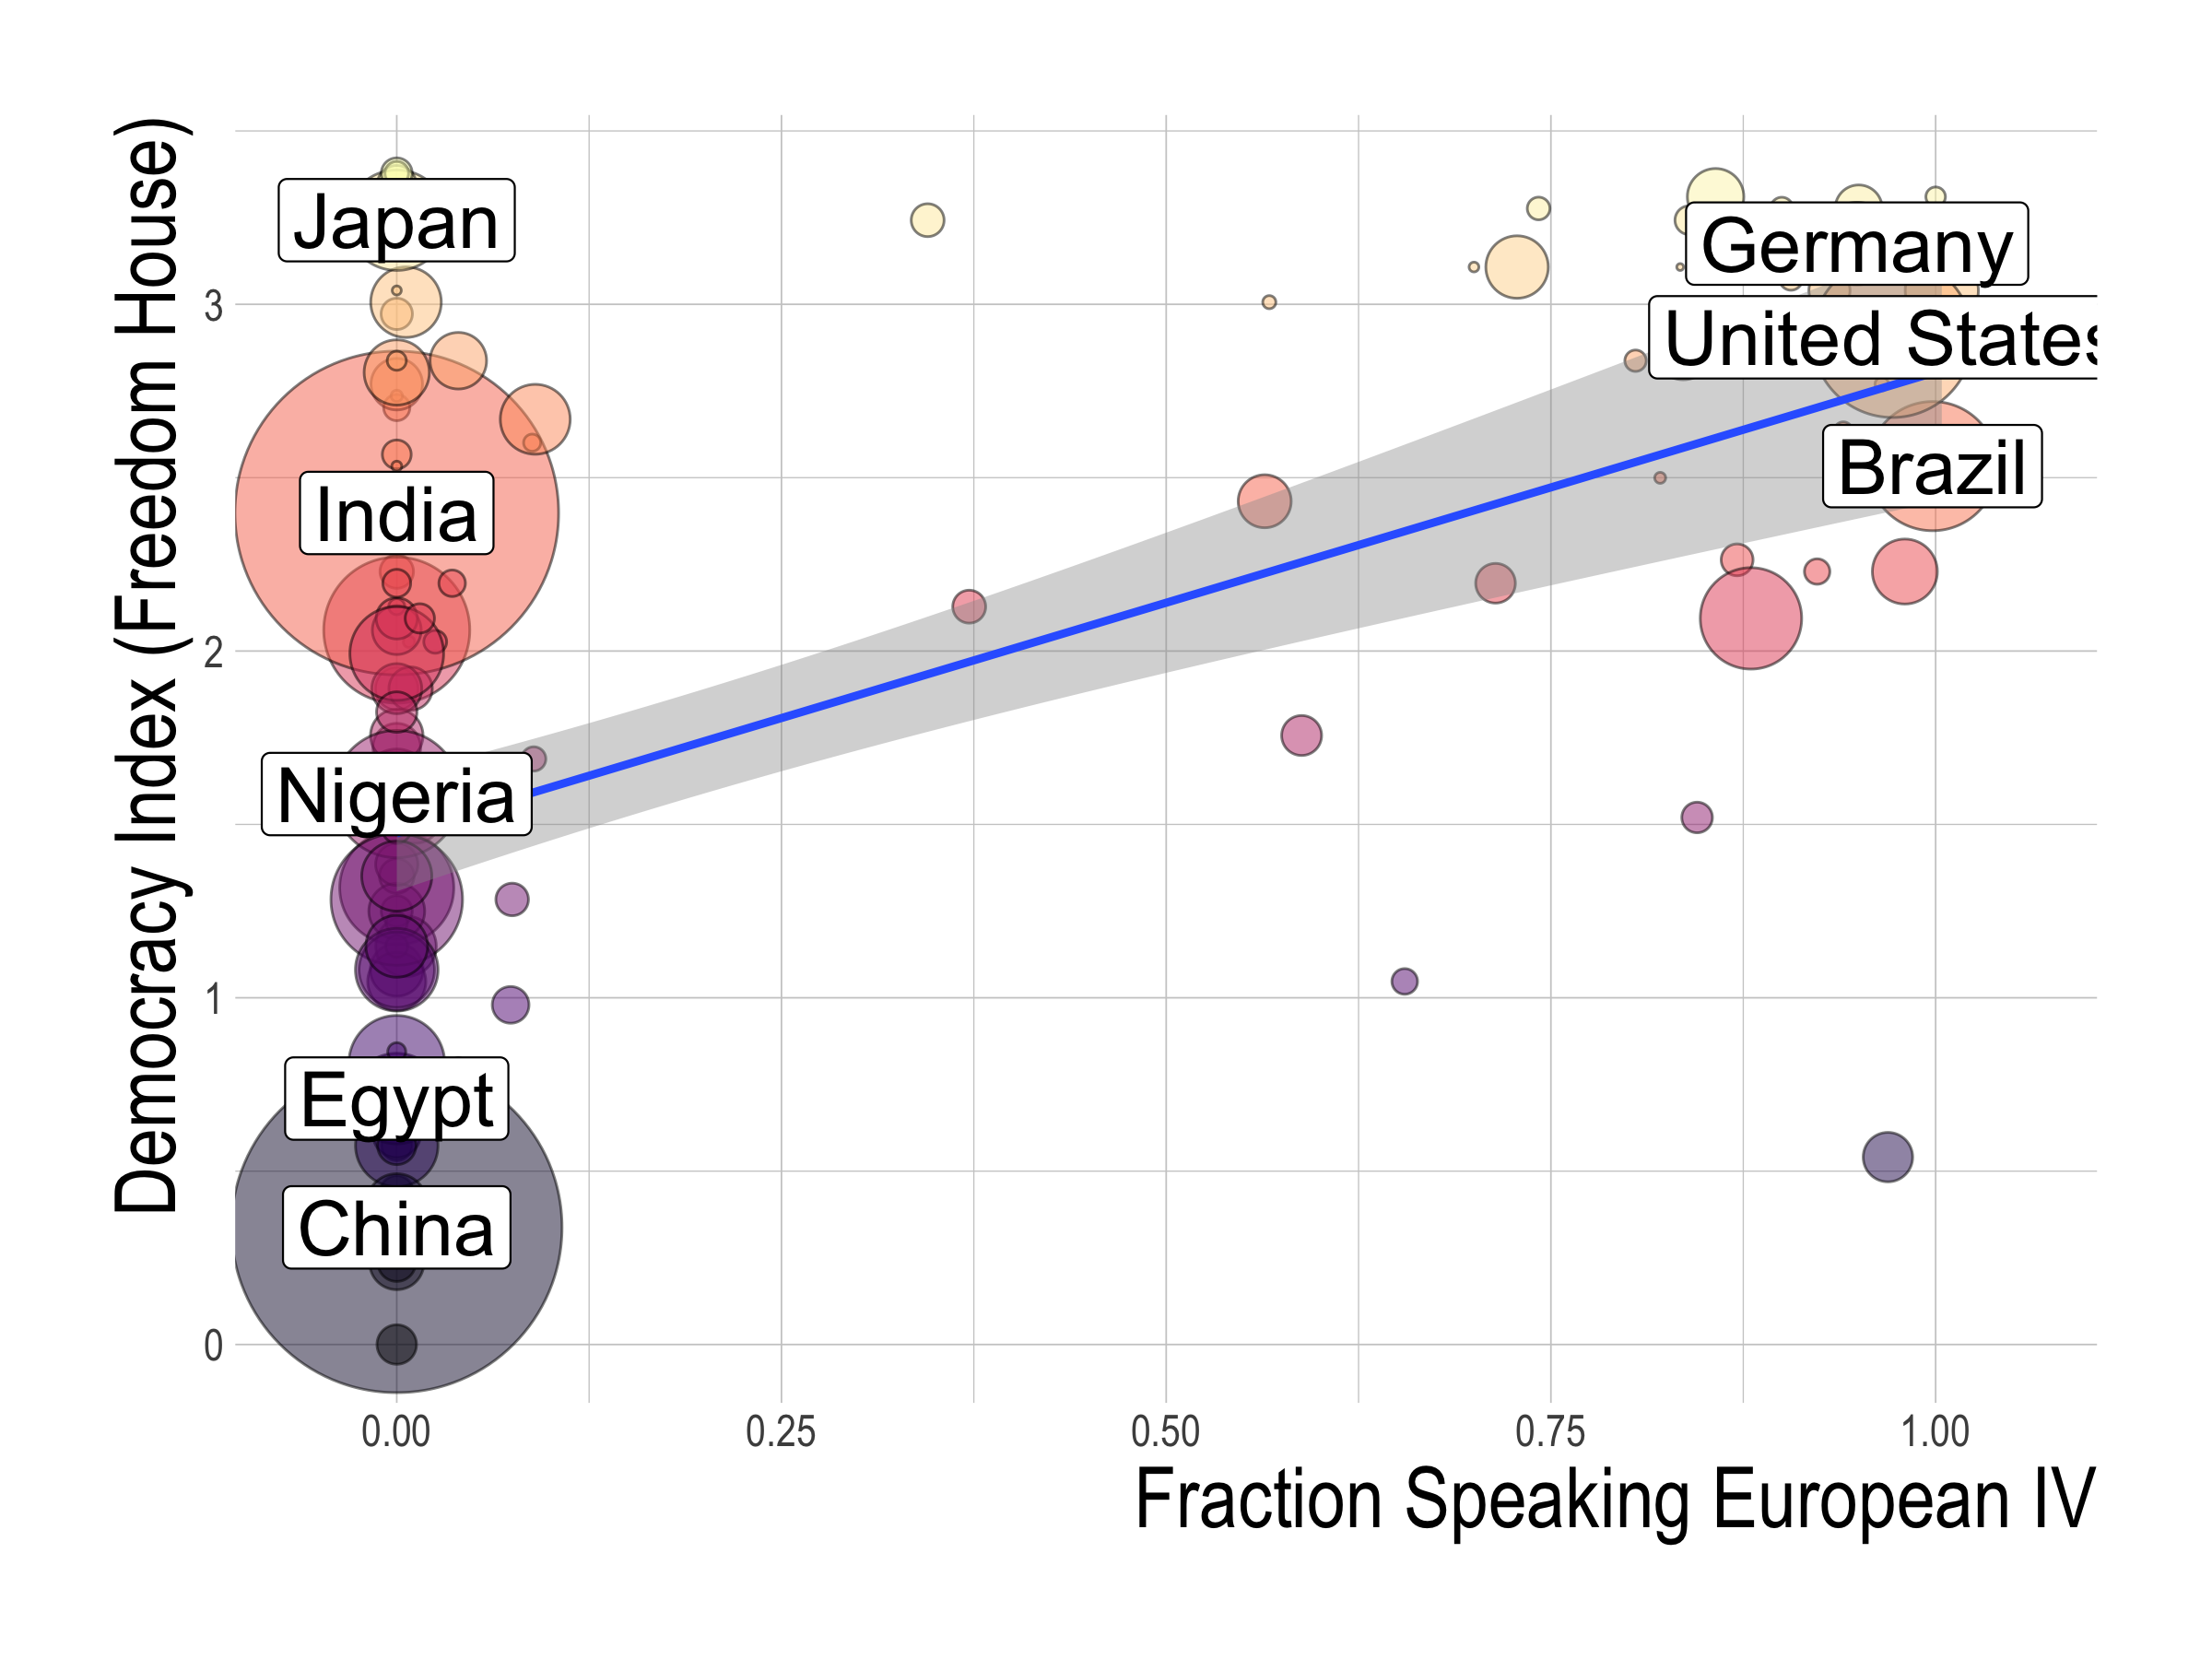 Democracy Index (Freedom House)
3
2
1
0
Japan
Germany
United States
Brazil
India
Nigeria
Egypt
China
0.00
0.25
0.50
0.75
1.00
Fraction Speaking European IV